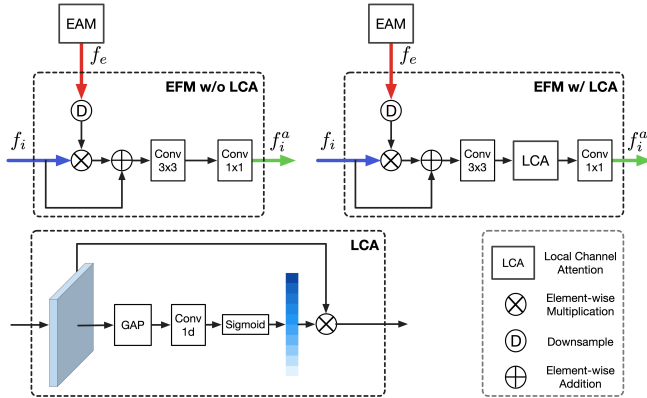 EAM
f_e
EFM w/o LCA
D
f_i
Conv
3x3
Conv
1x1
f_i^a
EAM
f_e
EFM w/ LCA
D
f_i
Conv
3x3
LCA
Conv
1x1
f_i^a
LCA
GAP
Conv
1d
Sigmoid
LCA
Local Channel
Attention
Element-wise
Multiplication
D
Downsample
Element-wise
Addition